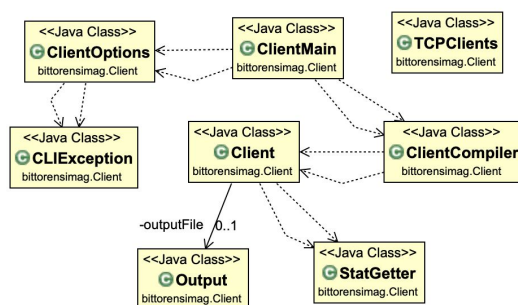 <<Java Class>>
ClientOptions
bittorensimag.Client
<<Java Class>>
ClientMain
bittorensimag.Client
<<Java Class>>
TCPClients
bittorensimag.Client
<<Java Class>>
CLIException
bittorensimag.Client
<<Java Class>>
Client
bittorensimag.Client
<<Java Class>>
ClientCompiler
bittorensimag.Client
-outputFile 0..1
<<Java Class>>
Output
bittorensimag.Client
<<Java Class>>
StatGetter
bittorensimag.Client